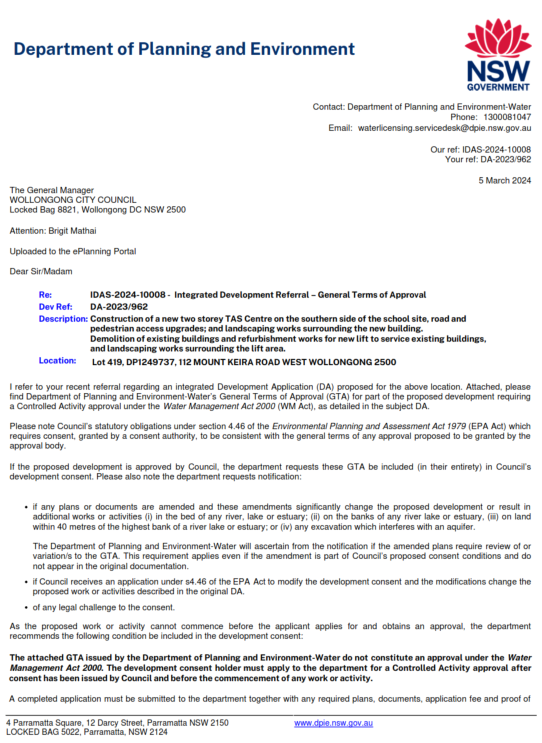 Department of Planning and Environment
NSW
GOVERNMENT
Contact: Department of Planning and Environment-Water
Phone: 1300081047
Email: waterlicensing.servicedesk@dpie.nsw.gov.au
Our ref: IDAS-2024-10008
Your ref: DA-2023/962
5 March 2024
The General Manager
WOLLONGONG CITY COUNCIL
Locked Bag 8821, Wollongong DC NSW 2500
Attention: Brigit Mathai
Uploaded to the ePlanning Portal
Dear Sir/Madam
Re: IDAS-2024-10008 - Integrated Development Referral – General Terms of Approval
Dev Ref: DA-2023/962
Description: Construction of a new two storey TAS Centre on the southern side of the school site, road and
pedestrian access upgrades; and landscaping works surrounding the new building.
Demolition of existing buildings and refurbishment works for new lift to service existing buildings,
and landscaping works surrounding the lift area.
Location: Lot 419, DP1249737, 112 MOUNT KEIRA ROAD WEST WOLLONGONG 2500
I refer to your recent referral regarding an integrated Development Application (DA) proposed for the above location. Attached, please
find Department of Planning and Environment-Water's General Terms of Approval (GTA) for part of the proposed development requiring
a Controlled Activity approval under the Water Management Act 2000 (WM Act), as detailed in the subject DA.
Please note Council's statutory obligations under section 4.46 of the Environmental Planning and Assessment Act 1979 (EPA Act) which
requires consent, granted by a consent authority, to be consistent with the general terms of any approval proposed to be granted by the
approval body.
If the proposed development is approved by Council, the department requests these GTA be included (in their entirety) in Council's
development consent. Please also note the department requests notification:
• if any plans or documents are amended and these amendments significantly change the proposed development or result in
additional works or activities (i) in the bed of any river, lake or estuary; (ii) on the banks of any river lake or estuary, (iii) on land
within 40 metres of the highest bank of a river lake or estuary; or (iv) any excavation which interferes with an aquifer.
The Department of Planning and Environment-Water will ascertain from the notification if the amended plans require review of or
variation/s to the GTA. This requirement applies even if the amendment is part of Council's proposed consent conditions and do
not appear in the original documentation.
• if Council receives an application under s4.46 of the EPA Act to modify the development consent and the modifications change the
proposed work or activities described in the original DA.
• of any legal challenge to the consent.
As the proposed work or activity cannot commence before the applicant applies for and obtains an approval, the department
recommends the following condition be included in the development consent:
The attached GTA issued by the Department of Planning and Environment-Water do not constitute an approval under the Water
Management Act 2000. The development consent holder must apply to the department for a Controlled Activity approval after
consent has been issued by Council and before the commencement of any work or activity.
A completed application must be submitted to the department together with any required plans, documents, application fee and proof of
4 Parramatta Square, 12 Darcy Street, Parramatta NSW 2150 www.dpie.nsw.gov.au
LOCKED BAG 5022, Parramatta, NSW 2124